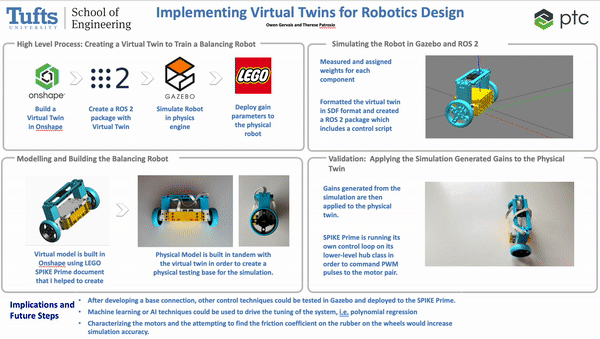 Tufts
UNIVERSITY
School of
Engineering
Implementing Virtual Twins for Robotics Design
Owen Gervais and Therese Patrosio
ptc
High Level Process: Creating a Virtual Twin to Train a Balancing Robot
onshape
2
GAZEBO
LEGO
Build a
Virtual Twin
in Onshape
Create a ROS 2
package with
Virtual Twin
Simulate Robot
in physics
engine
Deploy gain
parameters to
the physical
robot
Simulating the Robot in Gazebo and ROS 2
Measured and assigned
weights for each
component
Formatted the virtual twin
in SDF format and created
a ROS 2 package which
includes a control script
Modelling and Building the Balancing Robot
Virtual model is built in
Onshape using LEGO
SPIKE Prime document
that i helped to create
Physical Model is built in tandem with
the virtual twin in order to create a
physical testing base for the simulation.
Validation: Applying the Simulation Generated Gains to the Physical
Twin
Gains generated from the
simulation are then
applied to the physical
twin.
SPIKE Prime is running its
own control loop on its
lower-level hub class in
order to command PWM
pulses to the motor pair.
Implications and
Future Steps
• After developing a base connection, other control techniques could be tested in Gazebo and deployed to the SPIKE Prime.
• Machine learning or AI techniques could be used to drive the tuning of the system, i.e. polynomial regression
• Characterizing the motors and the attempting to find the friction coefficient on the rubber on the wheels would increase
simulation accuracy.